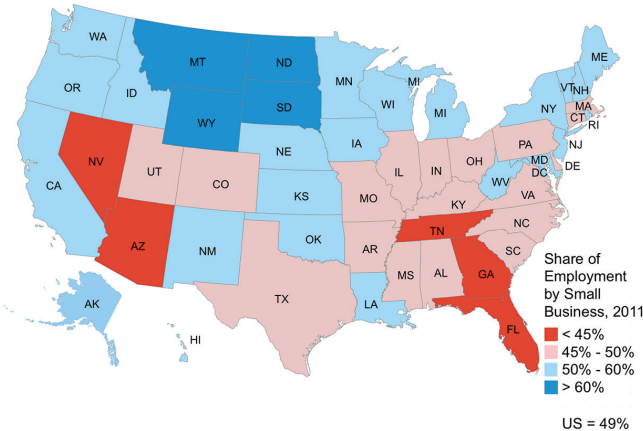 WA
MT
ND
MN
ME
OR
ID
SD
WI
MI
MI
VT
NH
NY
MA
CT
RI
WY
NE
IA
PA
NJ
NV
UT
CO
IL
IN
OH
MD
DC
DE
CA
KS
MO
KY
WV
VA
AZ
NM
OK
AR
TN
NC
SC
TX
LA
MS
AL
GA
FL
AK
HI
Share of
Employment
by Small
Business, 2011
< 45%
45% - 50%
50% - 60%
> 60%
US = 49%